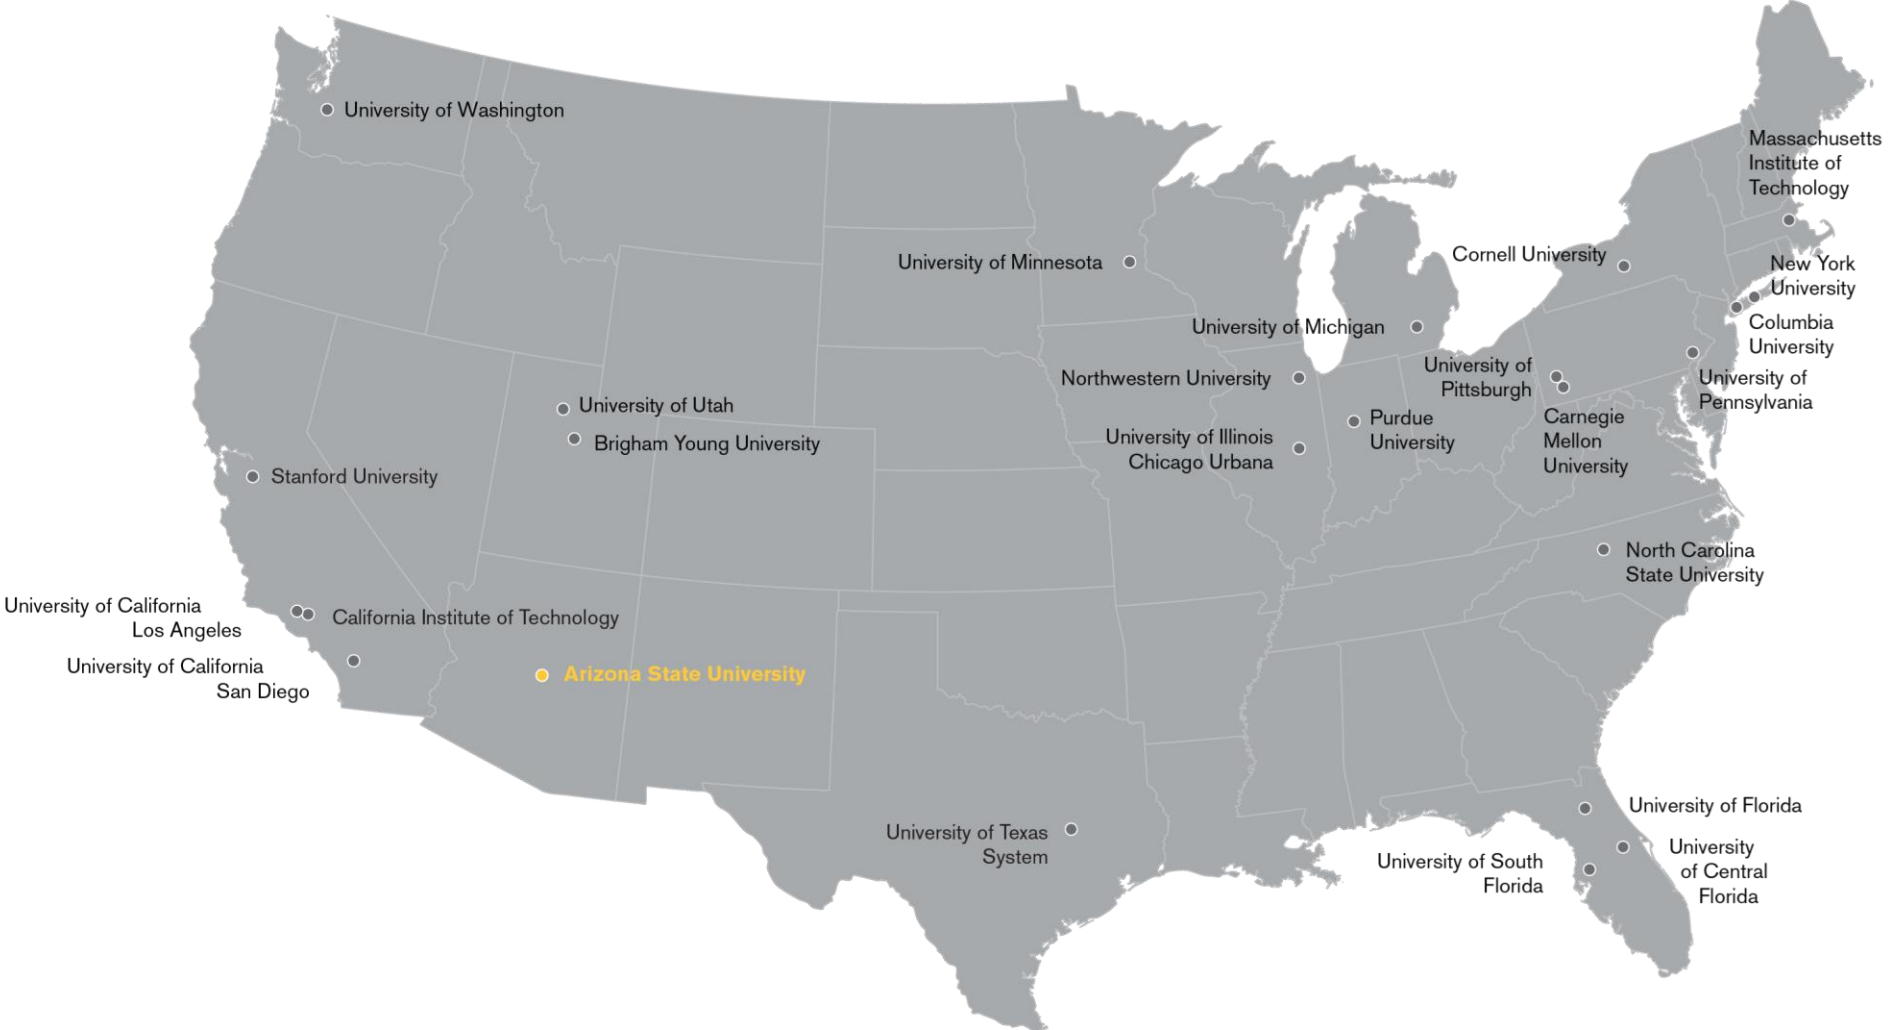 University of Washington
Massachusetts
Institute of
Technology
University of Minnesota
Cornell University
New York
University
University of Michigan
Columbia
University
Northwestern University
University of
Pittsburgh
University of
Pennsylvania
University of Utah
Brigham Young University
University of Illinois
Chicago Urbana
Purdue
University
Carnegie
Mellon
University
Stanford University
North Carolina
State University
University of California
Los Angeles
California Institute of Technology
University of California
San Diego
Arizona State University
University of Texas
System
University of Florida
University of South
Florida
University
of Central
Florida